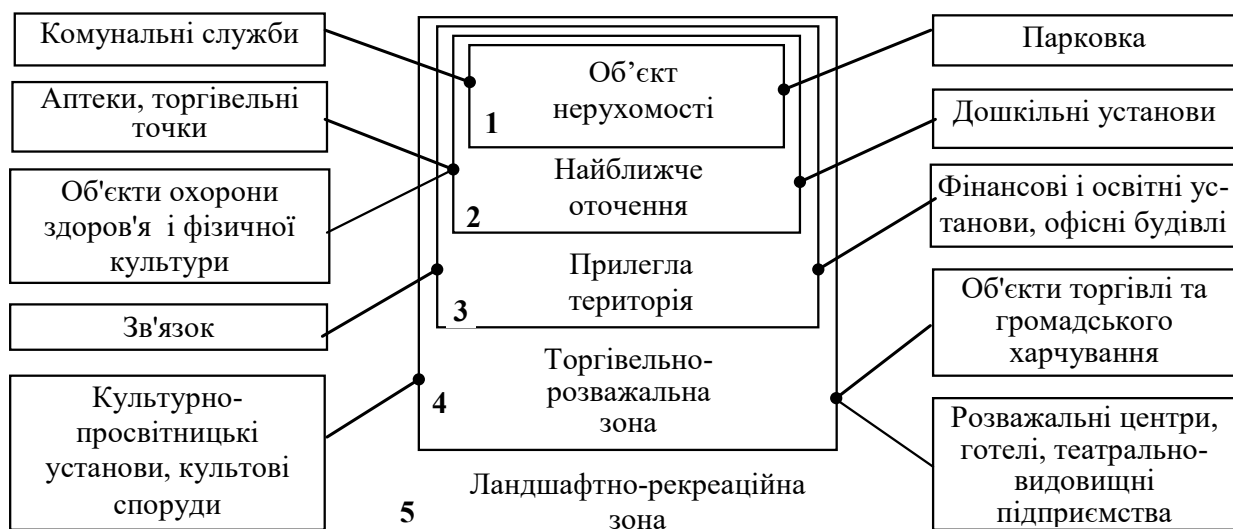 Комунальні служби
Аптеки, торгівельні
точки
Об'єкти охорони
здоров'я і фізичної
культури
Зв'язок
Культурно-
просвітницькі
установи, культові
споруди
Об’єкт
нерухомості
1
Найближче
оточення
2
Прилегла
територія
3
Торгівельно-
розважальна
зона
4
Ландшафтно-рекреаційна
зона
5
Парковка
Дошкільні установи
Фінансові і освітні ус-
танови, офісні будівлі
Об'єкти торгівлі та
громадського
харчування
Розважальні центри,
готелі, театрально-
видовищні
підприємства